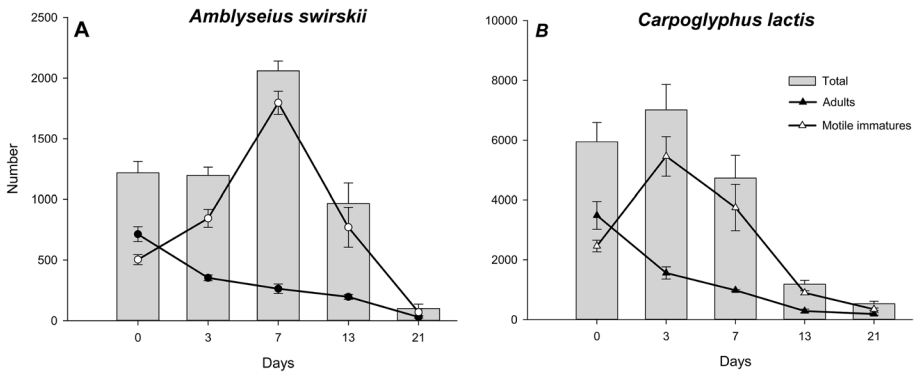 Amblyseius swirskii
A
2500
2000
1500
1000
500
0
Number
0 3 7 13 21
Days
Carpoglyphus lactis
B
10000
8000
6000
4000
2000
0
Total
Adults
Motile immatures
0 3 7 13 21
Days